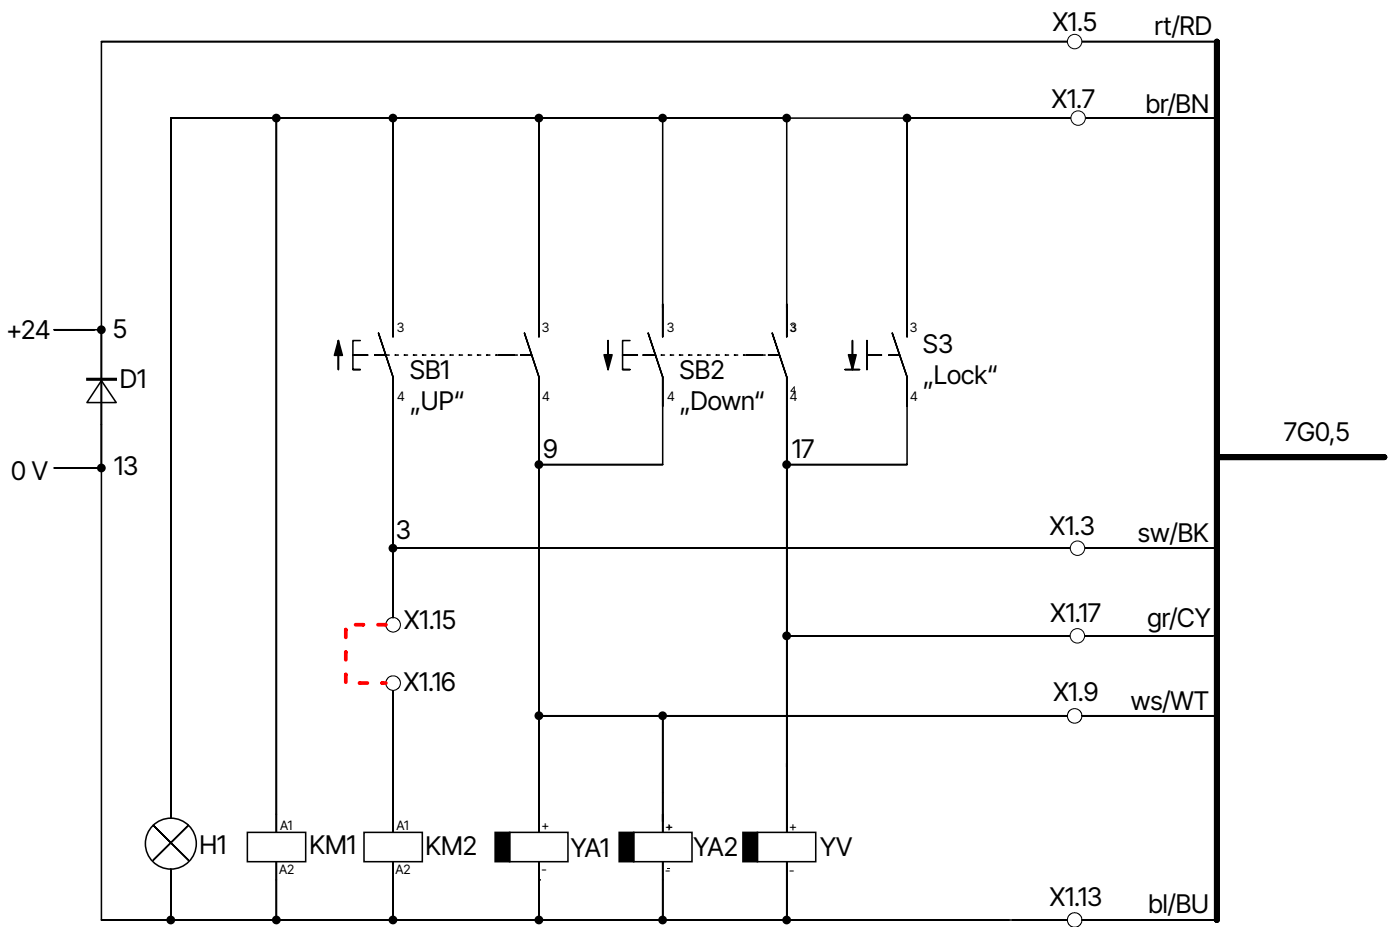 X1.5 rt/RD
X1.7 br/BN
+24 5
D1
0 V 13
3 3 3 3 3
SB1
„UP“
SB2
„Down“
S3
„Lock“
4 4 4 4 4 4
9
17
7G0,5
3
X1.3 sw/BK
X1.15
X1.17 gr/CY
X1.16
X1.9 ws/WT
A1 A1 + + +
H1 KM1 KM2 YA1 YA2 YV
A2 A2 - - -
X1.13 bl/BU